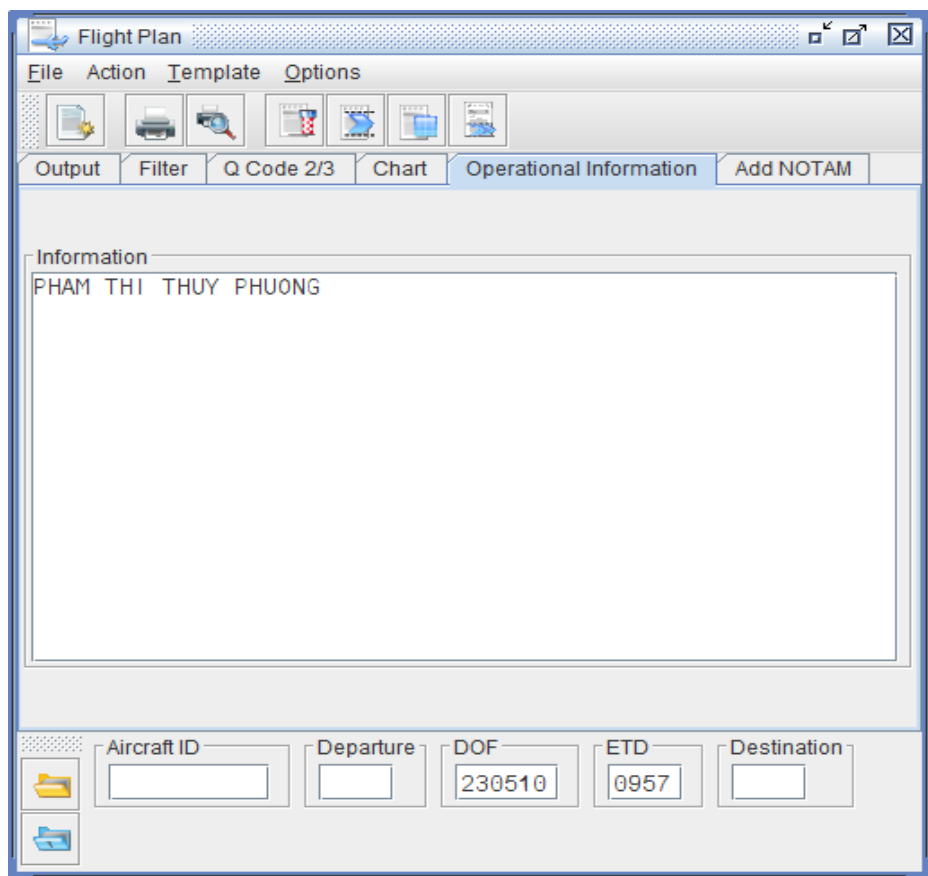 Flight Plan
File Action Template Options
Output Filter Q Code 2/3 Chart Operational Information Add NOTAM
Information
PHAM THI THUY PHUONG
Aircraft ID Departure DOF ETD Destination
230510 0957